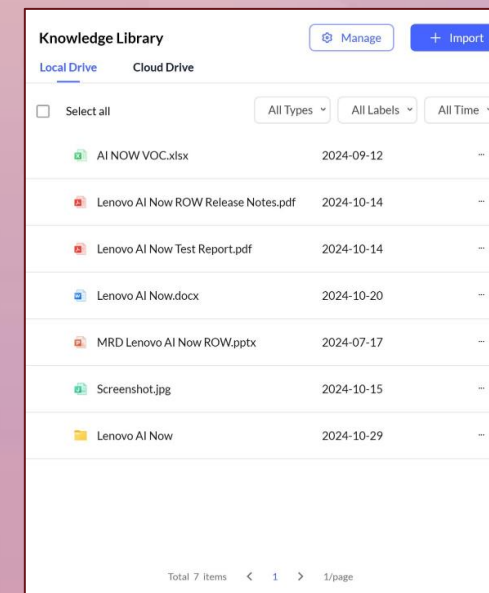 Knowledge Library Manage + Import
Local Drive Cloud Drive
Select all All Types All Labels All Time
AI NOW VOC.xlsx 2024-09-12 ...
Lenovo AI Now ROW Release Notes.pdf 2024-10-14 ...
Lenovo AI Now Test Report.pdf 2024-10-14 ...
Lenovo AI Now.docx 2024-10-20 ...
MRD Lenovo AI Now ROW.pptx 2024-07-17 ...
Screenshot.jpg 2024-10-15 ...
Lenovo AI Now 2024-10-29 ...
Total 7 items < 1 > 1/page